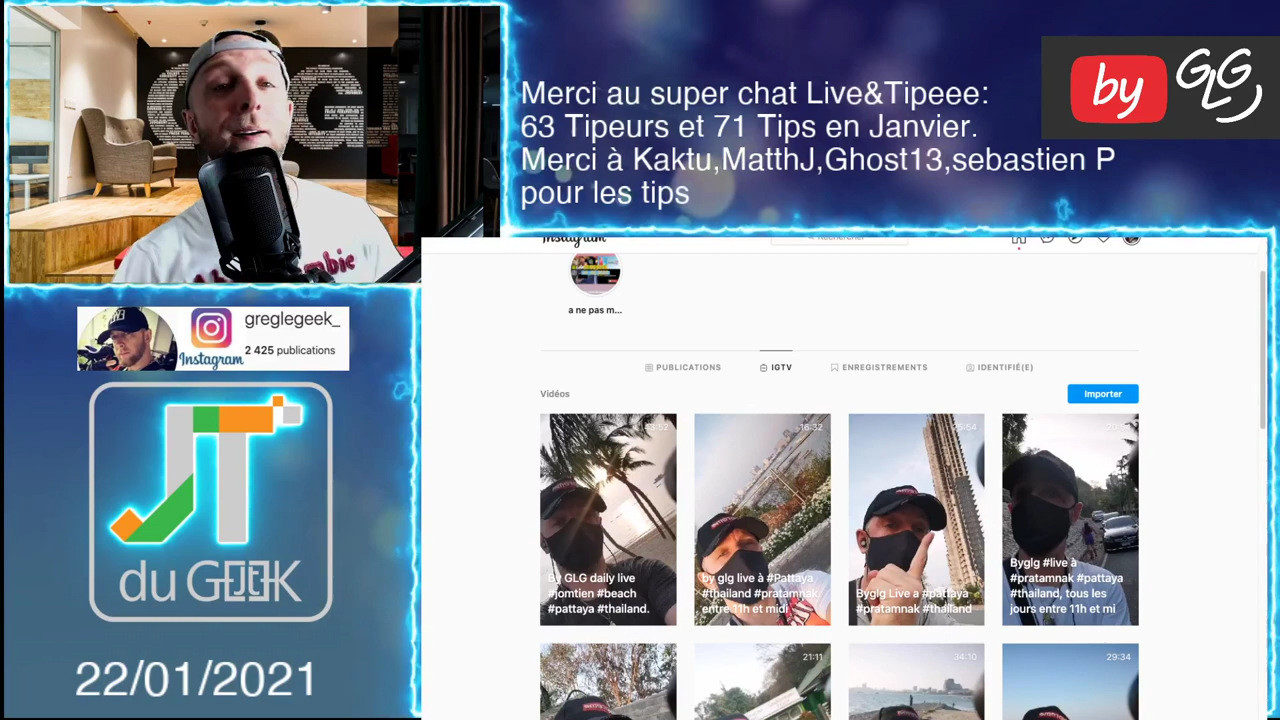 Merci au super chat Live&Tipeee:
63 Tipeurs et 71 Tips en Janvier.
Merci à Kaktu,MatthJ,Ghost13,sebastien P
pour les tips
by GLG
greglegeek_
Instagram
2 425 publications
JT
du GEEK
22/01/2021
Instagram
Rechercher
a ne pas m...
PUBLICATIONS
IGTV
ENREGISTREMENTS
IDENTIFIÉ(E)
Vidéos
Importer
16:32
By GLG daily live
#jomtien #beach
#pattaya #thailand.
by glg live à #Pattaya
#thailand #pratamnak
entre 11h et midi
Byglg Live a #pattaya
#pratamnak #thailand
Byglg #live à
#pratamnak #pattaya
#thailand, tous les
jours entre 11h et mi
21:11
34:10
29:34